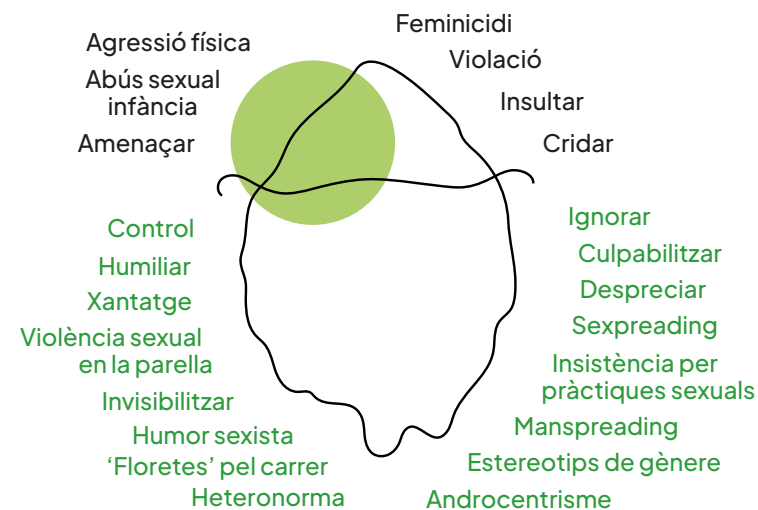 Agressió física
Abús sexual
infància
Amenaçar
Feminicidi
Violació
Insultar
Cridar
Control
Humiliar
Xantatge
Violència sexual
en la parella
Invisibilitzar
Humor sexista
‘Floretes’ pel carrer
Heteronorma
Ignorar
Culpabilitzar
Despreciar
Sexpreading
Insistència per
pràctiques sexuals
Manspreading
Estereotips de gènere
Androcentrisme